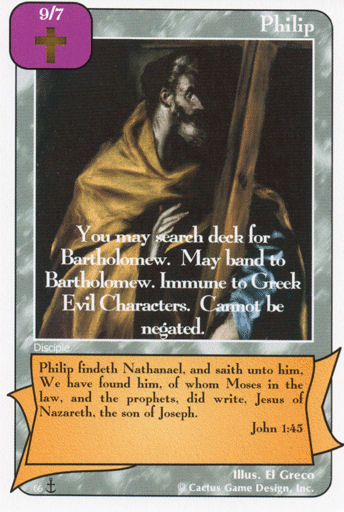 9/7
Philip
You may search deck for
Bartholomew. May band to
Bartholomew. Immune to Greek
Evil Characters. Cannot be
negated.
Disciple
Philip findeth Nathanael, and saith unto him,
We have found him, of whom Moses in the
law, and the prophets, did write, Jesus of
Nazareth, the son of Joseph.
John 1:45
Illus. El Greco
66
© Cactus Game Design, Inc.